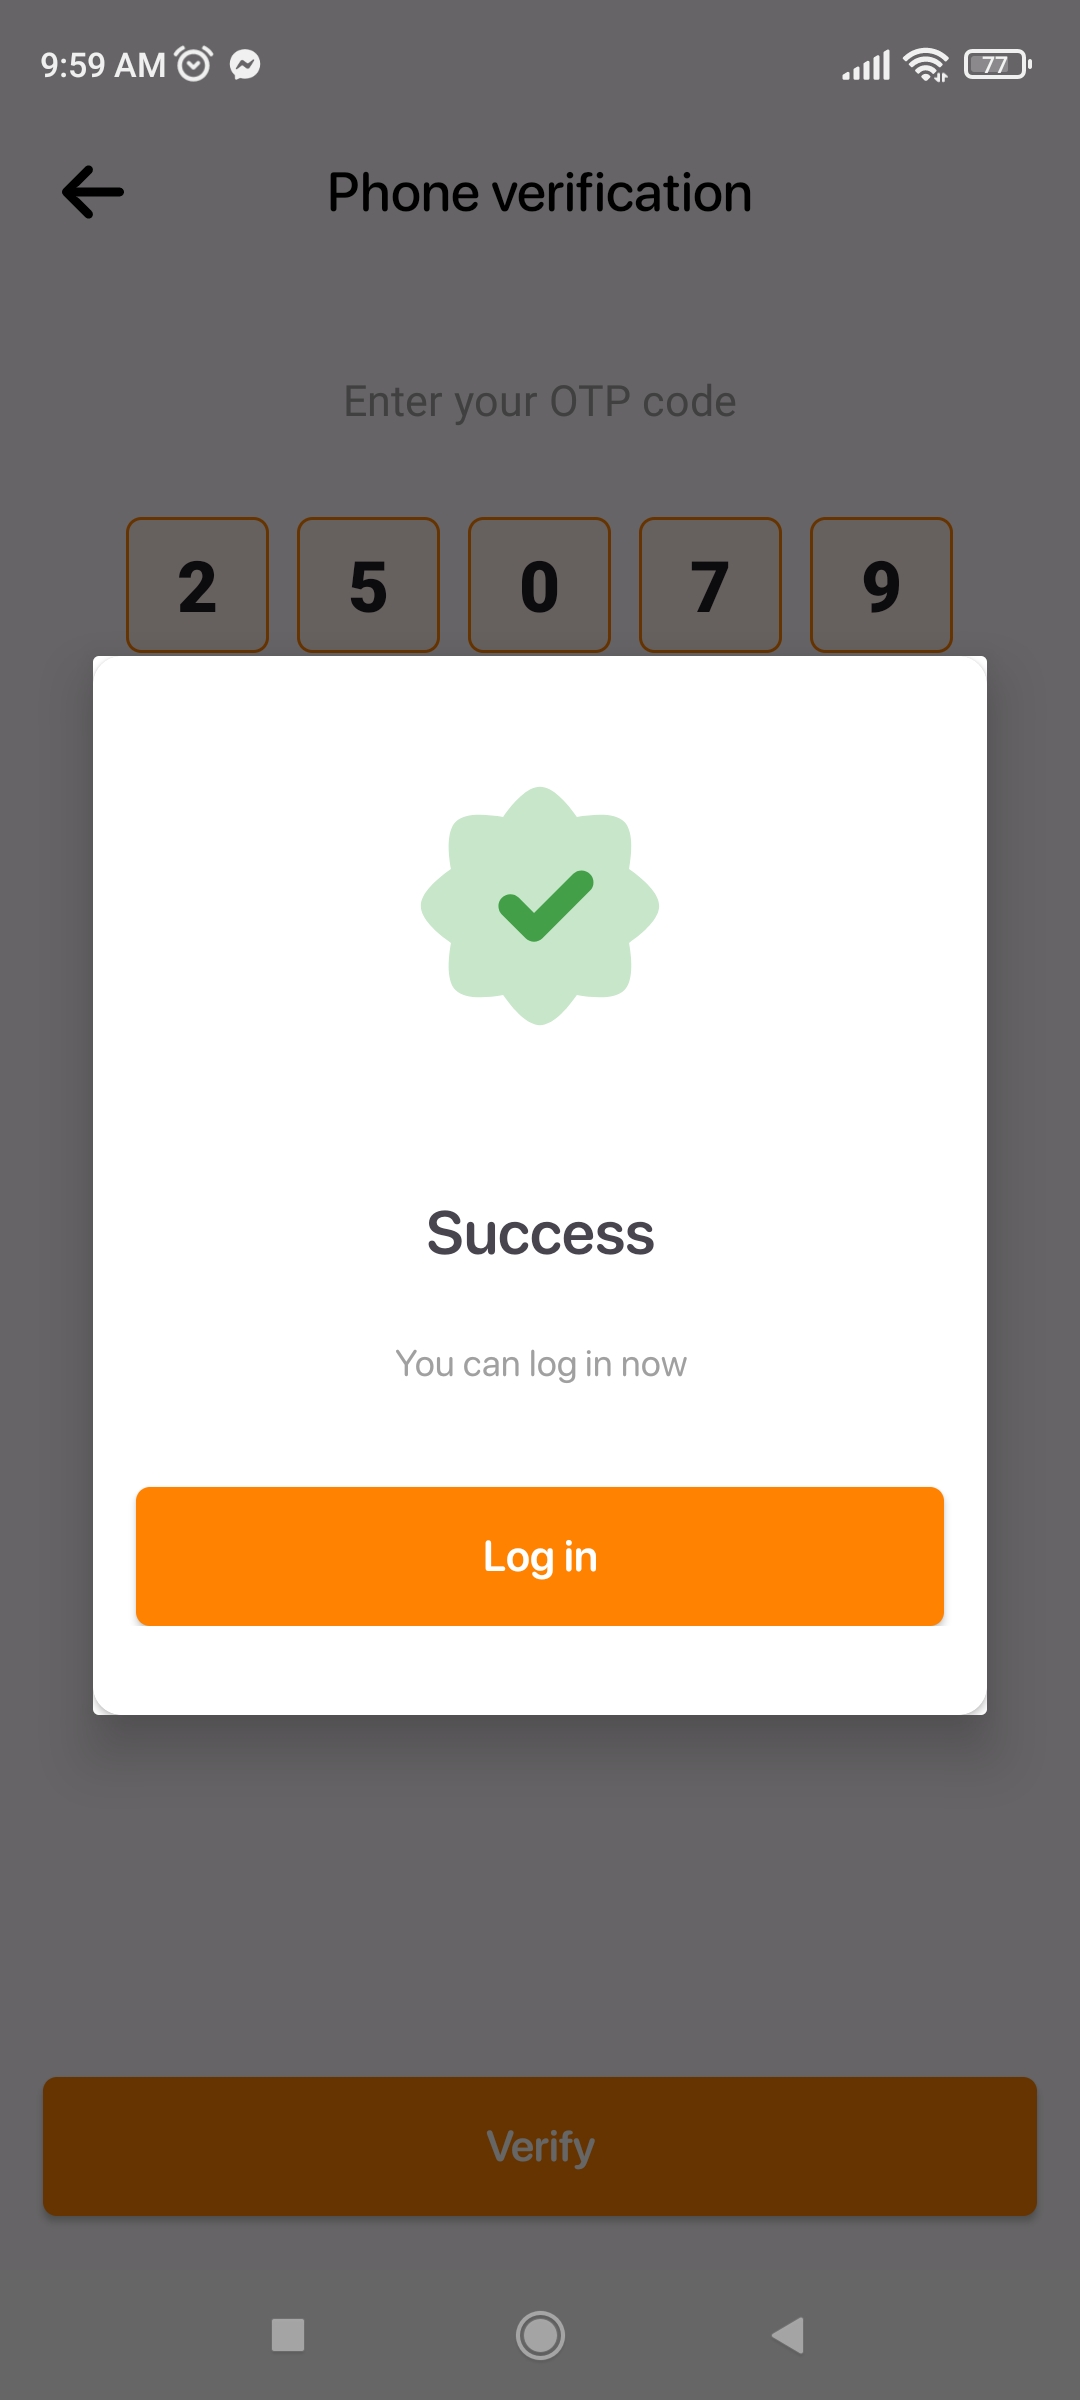 9:59 AM 77
Phone verification
Enter your OTP code
2 5 0 7 9
Success
You can log in now
Log in
Verify